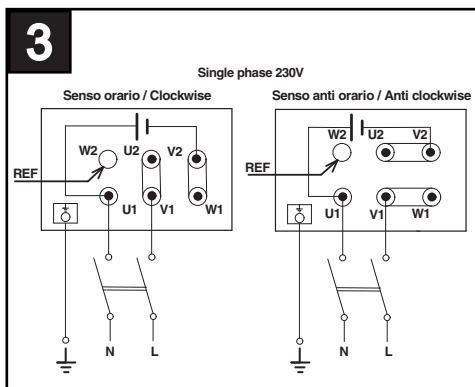 3
Single phase 230V
Senso orario / Clockwise
W2 U2 V2
REF
U1 V1 W1
N L
Senso anti orario / Anti clockwise
W2 U2 V2
REF
U1 V1 W1
N L